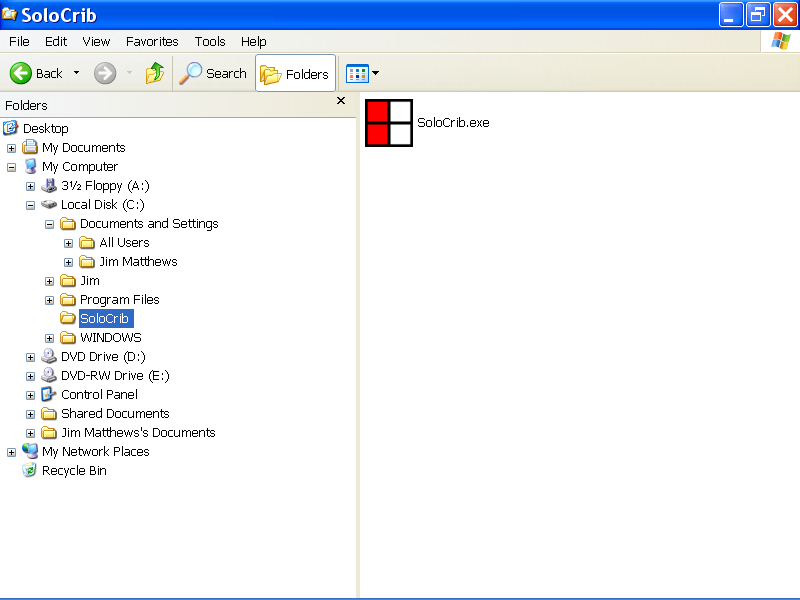 SoloCrib
File Edit View Favorites Tools Help
Back Search Folders
Folders
SoloCrib.exe
Desktop
My Documents
My Computer
3½ Floppy (A:)
Local Disk (C:)
Documents and Settings
All Users
Jim Matthews
Jim
Program Files
SoloCrib
WINDOWS
DVD Drive (D:)
DVD-RW Drive (E:)
Control Panel
Shared Documents
Jim Matthews's Documents
My Network Places
Recycle Bin